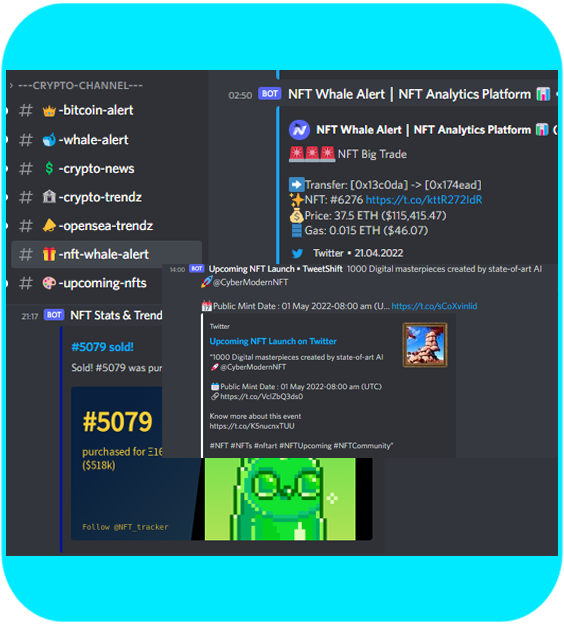 ---CRYPTO-CHANNEL---
# -bitcoin-alert
# -whale-alert
# -crypto-news
# -crypto-trendz
# -opensea-trendz
# -nft-whale-alert
# -upcoming-nfts
02:50 BOT NFT Whale Alert | NFT Analytics Platform
NFT Whale Alert | NFT Analytics Platform
NFT Big Trade
Transfer: [0x13c0da] -> [0x174ead]
NFT: #6276 https://t.co/kttR272ldR
Price: 37.5 ETH ($115,415.47)
Gas: 0.015 ETH ($46.07)
Twitter • 21.04.2022
14:00 BOT Upcoming NFT Launch • TweetShift 1000 Digital masterpieces created by state-of-art AI
@CyberModernNFT
Public Mint Date : 01 May 2022-08:00 am (U... https://t.co/sCoXvinlid
Twitter
Upcoming NFT Launch on Twitter
"1000 Digital masterpieces created by state-of-art AI
@CyberModernNFT
Public Mint Date : 01 May 2022-08:00 am (UTC)
https://t.co/VclZbQ3ds0
Know more about this event
https://t.co/K5nucnxTUU
#NFT #NFTs #nftart #NFTUpcoming #NFTCommunity"
21:17 BOT NFT Stats & Trend
#5079 sold!
Sold! #5079 was pur
#5079
purchased for Ξ16
($518k)
Follow @NFT_tracker